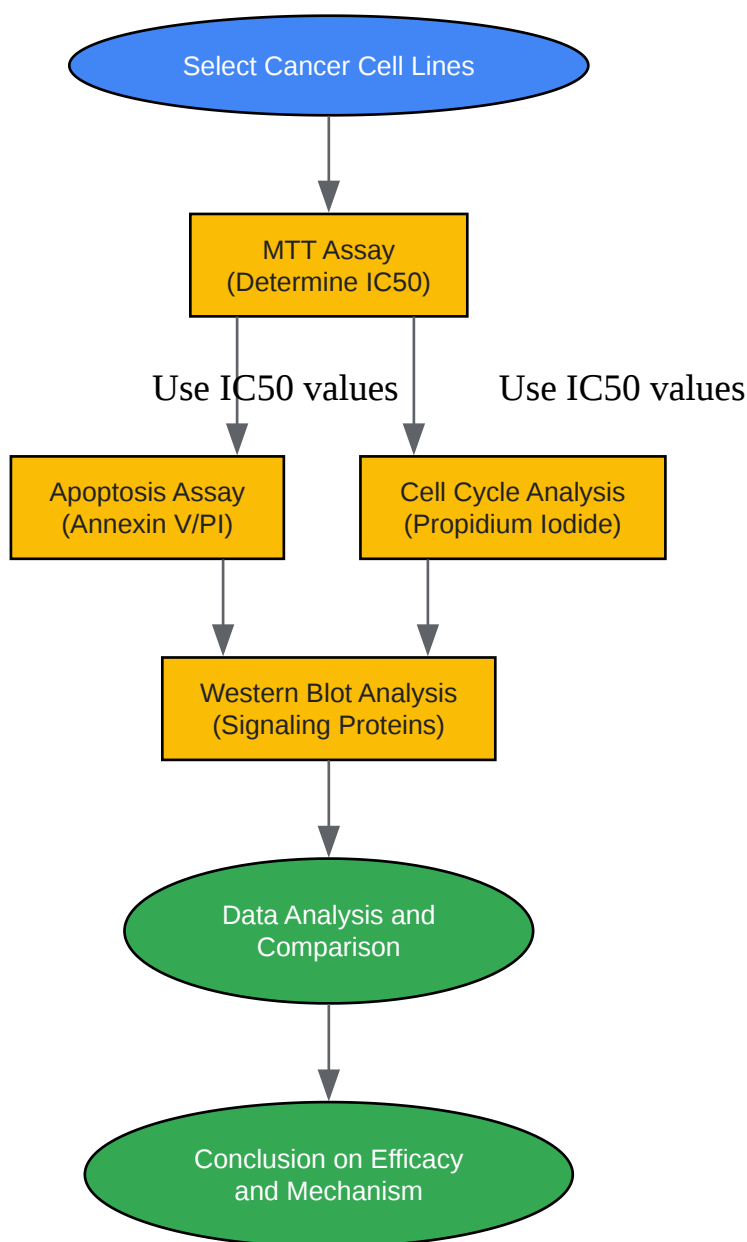 Select Cancer Cell Lines
MTT Assay
(Determine IC50)
Use IC50 values
Use IC50 values
Apoptosis Assay
(Annexin V/PI)
Cell Cycle Analysis
(Propidium Iodide)
Western Blot Analysis
(Signaling Proteins)
Data Analysis and
Comparison
Conclusion on Efficacy
and Mechanism